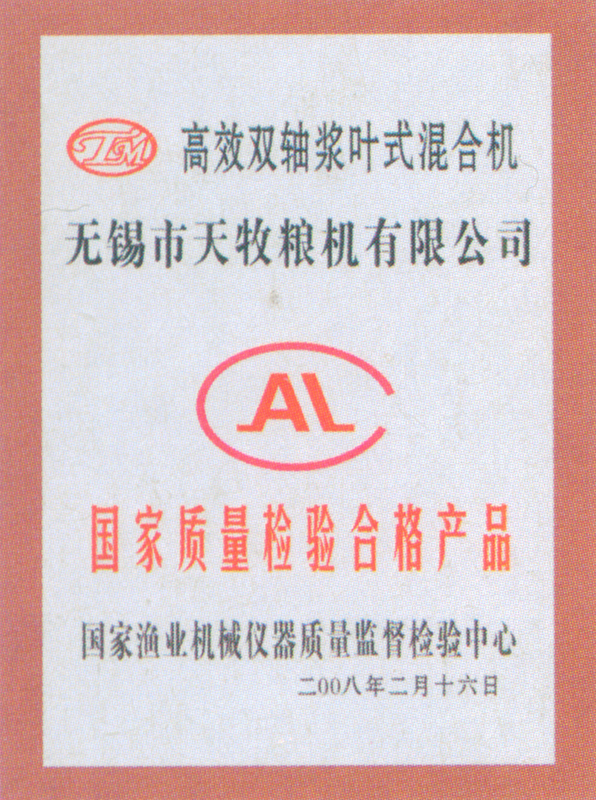 TM 高效双轴浆叶式混合机
无锡市天牧粮机有限公司
AL
国家质量检验合格产品
国家渔业机械仪器质量监督检验中心
二00八年二月十六日